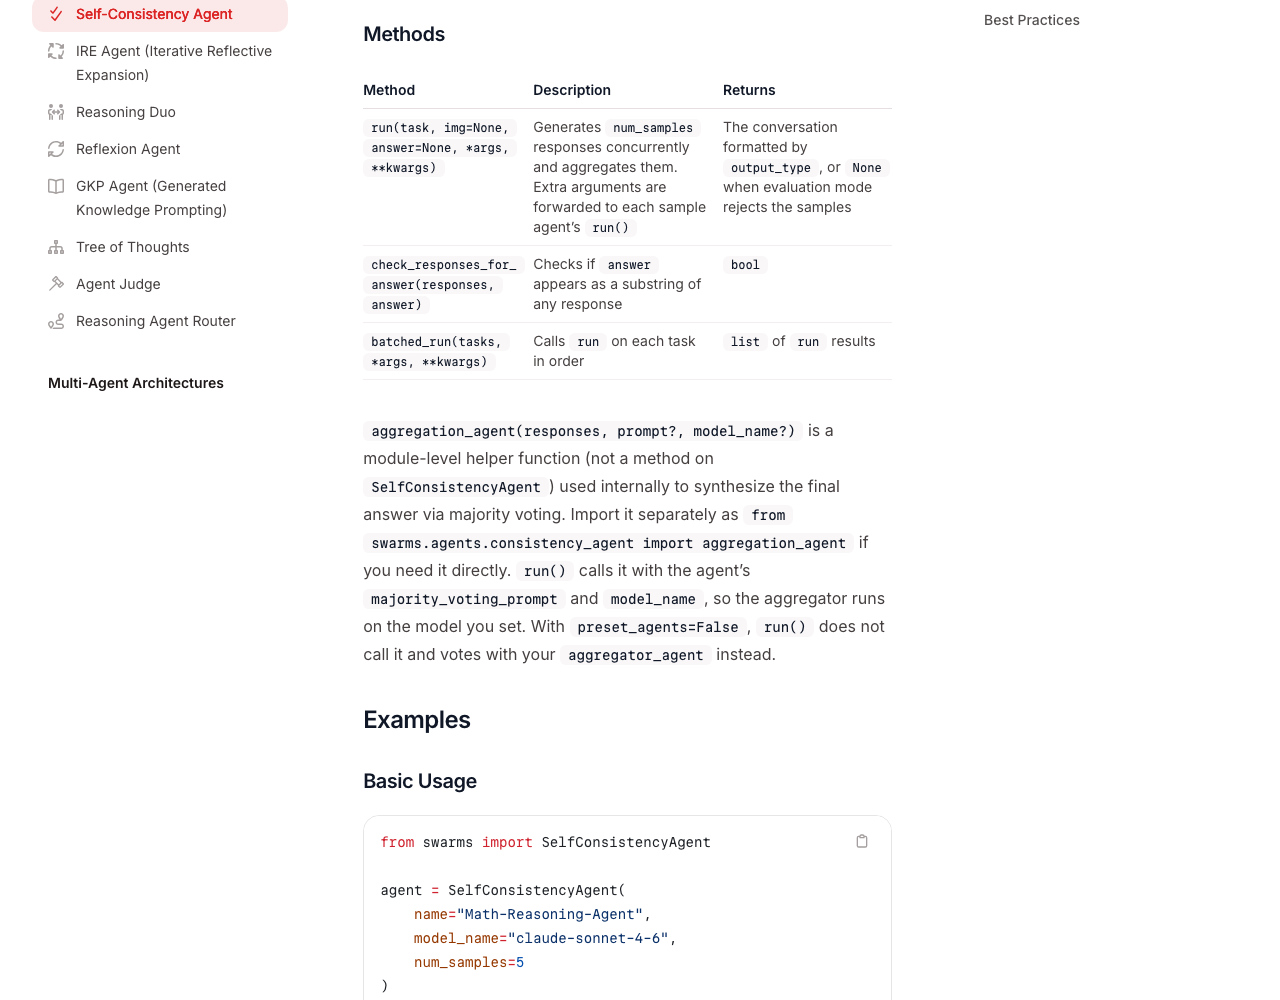 Self-Consistency Agent
IRE Agent (Iterative Reflective
Expansion)
Reasoning Duo
Reflexion Agent
GKP Agent (Generated
Knowledge Prompting)
Tree of Thoughts
Agent Judge
Reasoning Agent Router
Multi-Agent Architectures
Methods
Method Description Returns
run(task, img=None, Generates num_samples The conversation
answer=None, *args, responses concurrently formatted by
**kwargs) and aggregates them. output_type , or None
Extra arguments are when evaluation mode
forwarded to each sample rejects the samples
agent’s run()
check_responses_for_ Checks if answer bool
answer(responses, appears as a substring of
answer) any response
batched_run(tasks, Calls run on each task list of run results
*args, **kwargs) in order
aggregation_agent(responses, prompt?, model_name?) is a
module-level helper function (not a method on
SelfConsistencyAgent ) used internally to synthesize the final
answer via majority voting. Import it separately as from
swarms.agents.consistency_agent import aggregation_agent if
you need it directly. run() calls it with the agent’s
majority_voting_prompt and model_name , so the aggregator runs
on the model you set. With preset_agents=False , run() does not
call it and votes with your aggregator_agent instead.
Examples
Basic Usage
from swarms import SelfConsistencyAgent
agent = SelfConsistencyAgent(
name="Math-Reasoning-Agent",
model_name="claude-sonnet-4-6",
num_samples=5
)
Best Practices